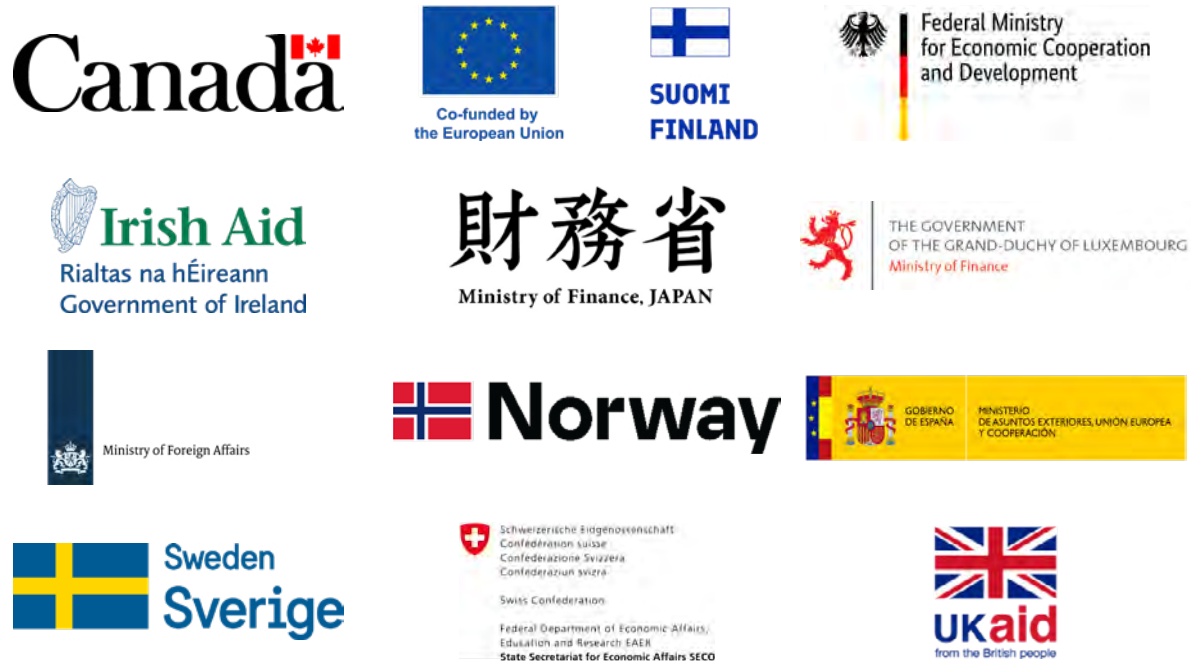 Canada
Co-funded by
the European Union
SUOMI
FINLAND
Federal Ministry
for Economic Cooperation
and Development
Irish Aid
Rialtas na hÉireann
Government of Ireland
財務省
Ministry of Finance, JAPAN
THE GOVERNMENT
OF THE GRAND-DUCHY OF LUXEMBOURG
Ministry of Finance
Ministry of Foreign Affairs
Norway
GOBIERNO
DE ESPAÑA
MINISTERIO
DE ASUNTOS EXTERIORES, UNIÓN EUROPEA
Y COOPERACIÓN
Sweden
Sverige
Schweizerische Eidgenossenschaft
Confédération suisse
Confederazione Svizzera
Confederaziun svizra
Swiss Confederation
Federal Department of Economic Affairs,
Education and Research EAER
State Secretariat for Economic Affairs SECO
UKaid
from the British people